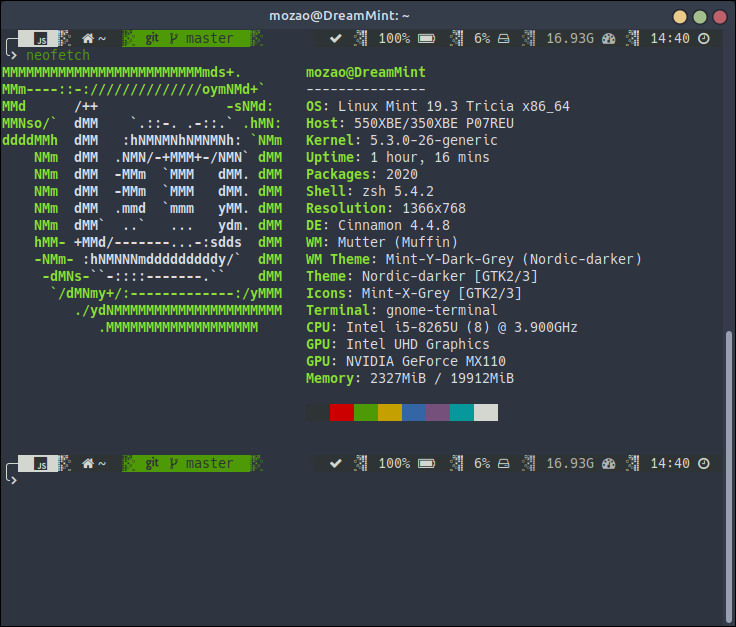 mozao@DreamMint: ~
JS ~ git master 100% 6% 16.93G 14:40
neofetch
MMMMMMMMMMMMMMMMMMMMMMMMMmds+. mozao@DreamMint
MMm----::-://////////////oymNMd+` ---------------
MMd /++ -sNMd: OS: Linux Mint 19.3 Tricia x86_64
MMNso/` dMM `.::-. .-::.` .hMN: Host: 550XBE/350XBE P07REU
ddddMMh dMM :hNMNMNhNMNMNh: `NMm Kernel: 5.3.0-26-generic
NMm dMM .NMN/-+MMM+-/NMN` dMM Uptime: 1 hour, 16 mins
NMm dMM -MMm `MMM dMM. dMM Packages: 2020
NMm dMM -MMm `MMM dMM. dMM Shell: zsh 5.4.2
NMm dMM .mmd `mmm yMM. dMM Resolution: 1366x768
NMm dMM` ..` ... ydm. dMM DE: Cinnamon 4.4.8
hMM- +MMd/-------...-:sdds dMM WM: Mutter (Muffin)
-NMm- :hNMNNNmdddddddddy/` dMM WM Theme: Mint-Y-Dark-Grey (Nordic-darker)
-dMNs-``-::::-------.`` dMM Theme: Nordic-darker [GTK2/3]
`/dMNmy+/:-------------:/yMMM Icons: Mint-X-Grey [GTK2/3]
./ydNMMMMMMMMMMMMMMMMMMMMM Terminal: gnome-terminal
.MMMMMMMMMMMMMMMMMMM CPU: Intel i5-8265U (8) @ 3.900GHz
GPU: Intel UHD Graphics
GPU: NVIDIA GeForce MX110
Memory: 2327MiB / 19912MiB
JS ~ git master 100% 6% 16.93G 14:40